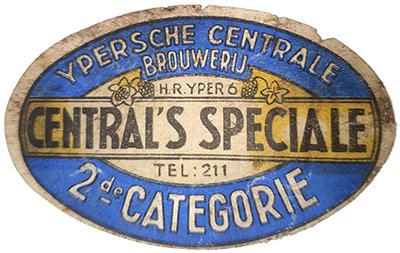 YPERSCHE CENTRALE
BROUWERIJ
H.R.YPER 6
CENTRAL'S SPECIALE
TEL: 211
2de CATEGORIE